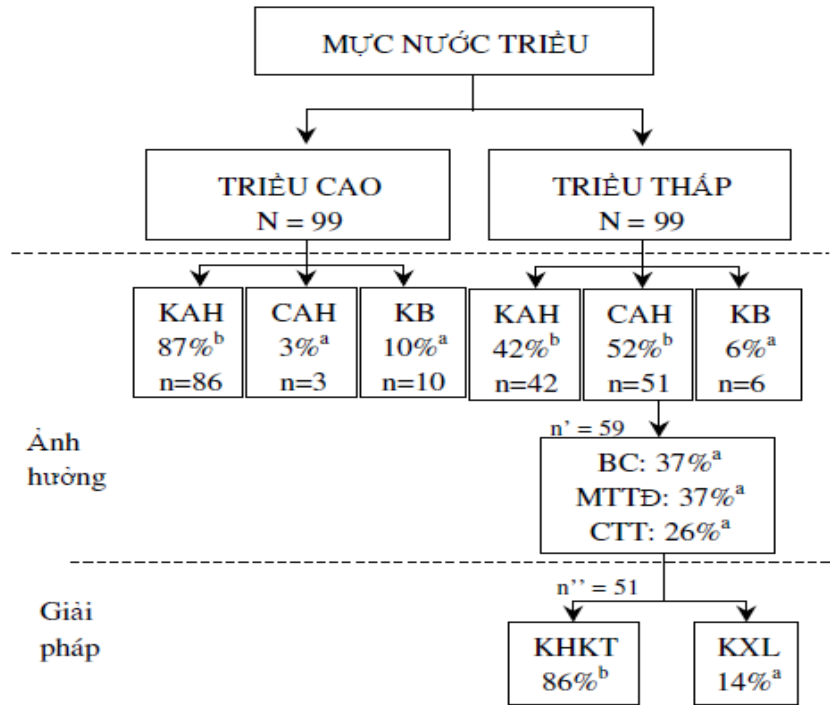 MỰC NƯỚC TRIỀU
TRIỀU CAO
N = 99
TRIỀU THẤP
N = 99
KAH
87%ᵇ
n=86
CAH
3%ᵃ
n=3
KB
10%ᵃ
n=10
KAH
42%ᵇ
n=42
CAH
52%ᵇ
n=51
KB
6%ᵃ
n=6
Ảnh
hưởng
n' = 59
BC: 37%ᵃ
MTTĐ: 37%ᵃ
CTT: 26%ᵃ
Giải
pháp
n'' = 51
KHKT
86%ᵇ
KXL
14%ᵃ